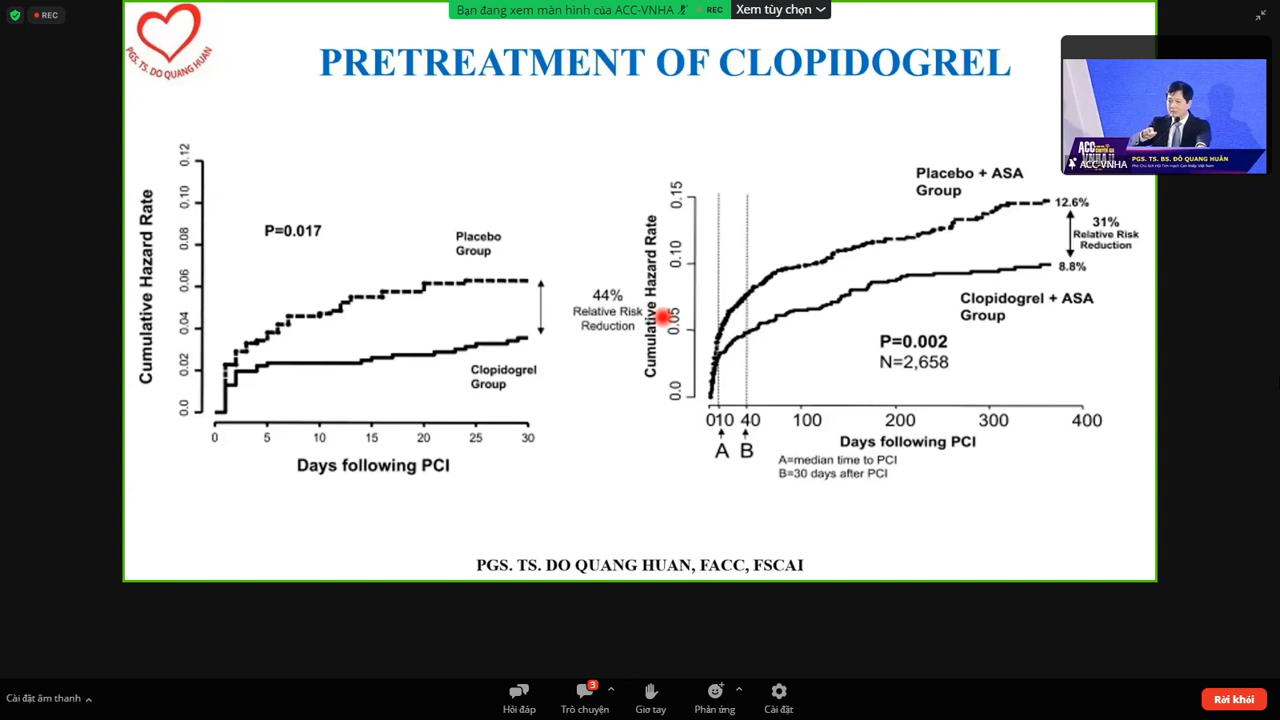 REC
Bạn đang xem màn hình của ACC-VNHA
REC
Xem tùy chọn
PGS. TS. DO QUANG HUAN
PRETREATMENT OF CLOPIDOGREL
ACC
VNHA
PGS. TS. BS. ĐỖ QUANG HUÂN
ACC-VNHA
Cumulative Hazard Rate
0.12
0.10
0.08
0.06
0.04
0.02
0.0
P=0.017
Placebo
Group
44%
Relative Risk
Reduction
Clopidogrel
Group
0 5 10 15 20 25 30
Days following PCI
Cumulative Hazard Rate
0.15
0.10
0.05
0.0
Placebo + ASA
Group
12.6%
31%
Relative Risk
Reduction
8.8%
Clopidogrel + ASA
Group
P=0.002
N=2,658
0 10 40 100 200 300 400
A B
Days following PCI
A=median time to PCI
B=30 days after PCI
PGS. TS. DO QUANG HUAN, FACC, FSCAI
Cài đặt âm thanh
Hỏi đáp
3
Trò chuyện
Giơ tay
Phản ứng
Cài đặt
Rời khỏi